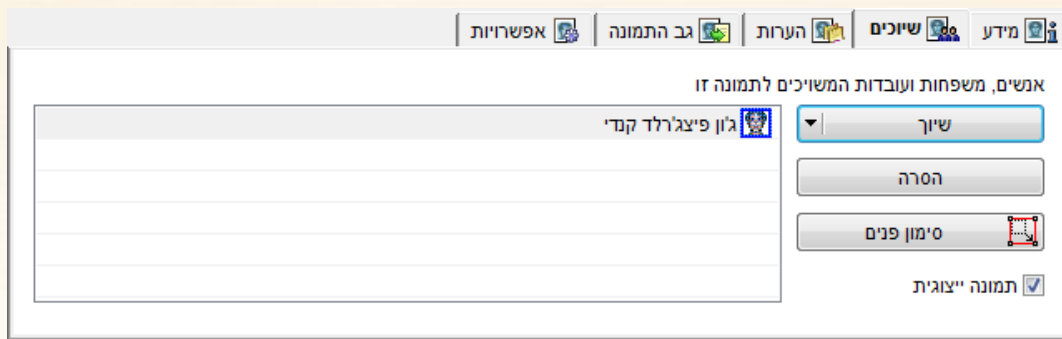 מידע שיוכים הערות גב התמונה אפשרויות
אנשים, משפחות ועובדות המשויכים לתמונה זו
שיוך
ג'ון פיצג'רלד קנדי
הסרה
סימון פנים
תמונה ייצוגית